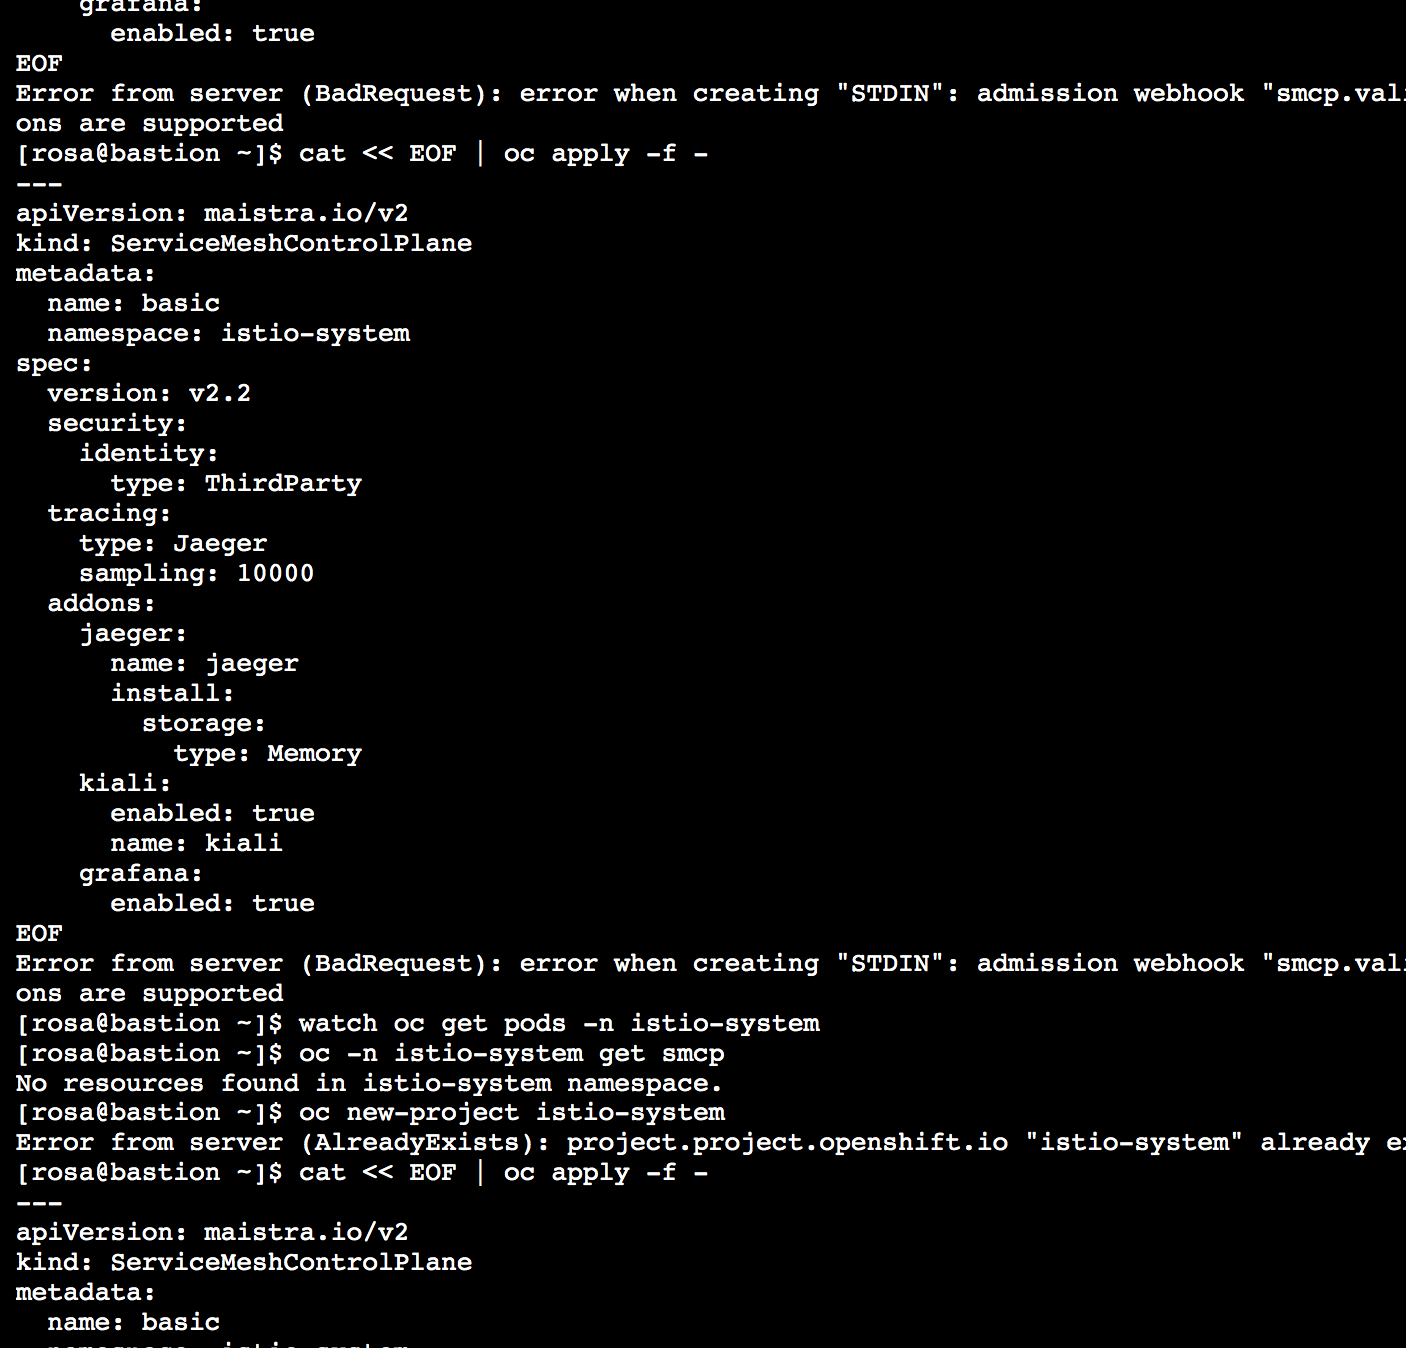 grafana:
      enabled: true
EOF
Error from server (BadRequest): error when creating "STDIN": admission webhook "smcp.vali
ons are supported
[rosa@bastion ~]$ cat << EOF | oc apply -f -
---
apiVersion: maistra.io/v2
kind: ServiceMeshControlPlane
metadata:
  name: basic
  namespace: istio-system
spec:
  version: v2.2
  security:
    identity:
      type: ThirdParty
  tracing:
    type: Jaeger
    sampling: 10000
  addons:
    jaeger:
      name: jaeger
      install:
        storage:
          type: Memory
    kiali:
      enabled: true
      name: kiali
    grafana:
      enabled: true
EOF
Error from server (BadRequest): error when creating "STDIN": admission webhook "smcp.vali
ons are supported
[rosa@bastion ~]$ watch oc get pods -n istio-system
[rosa@bastion ~]$ oc -n istio-system get smcp
No resources found in istio-system namespace.
[rosa@bastion ~]$ oc new-project istio-system
Error from server (AlreadyExists): project.project.openshift.io "istio-system" already ex
[rosa@bastion ~]$ cat << EOF | oc apply -f -
---
apiVersion: maistra.io/v2
kind: ServiceMeshControlPlane
metadata:
  name: basic
  namespace: istio-system